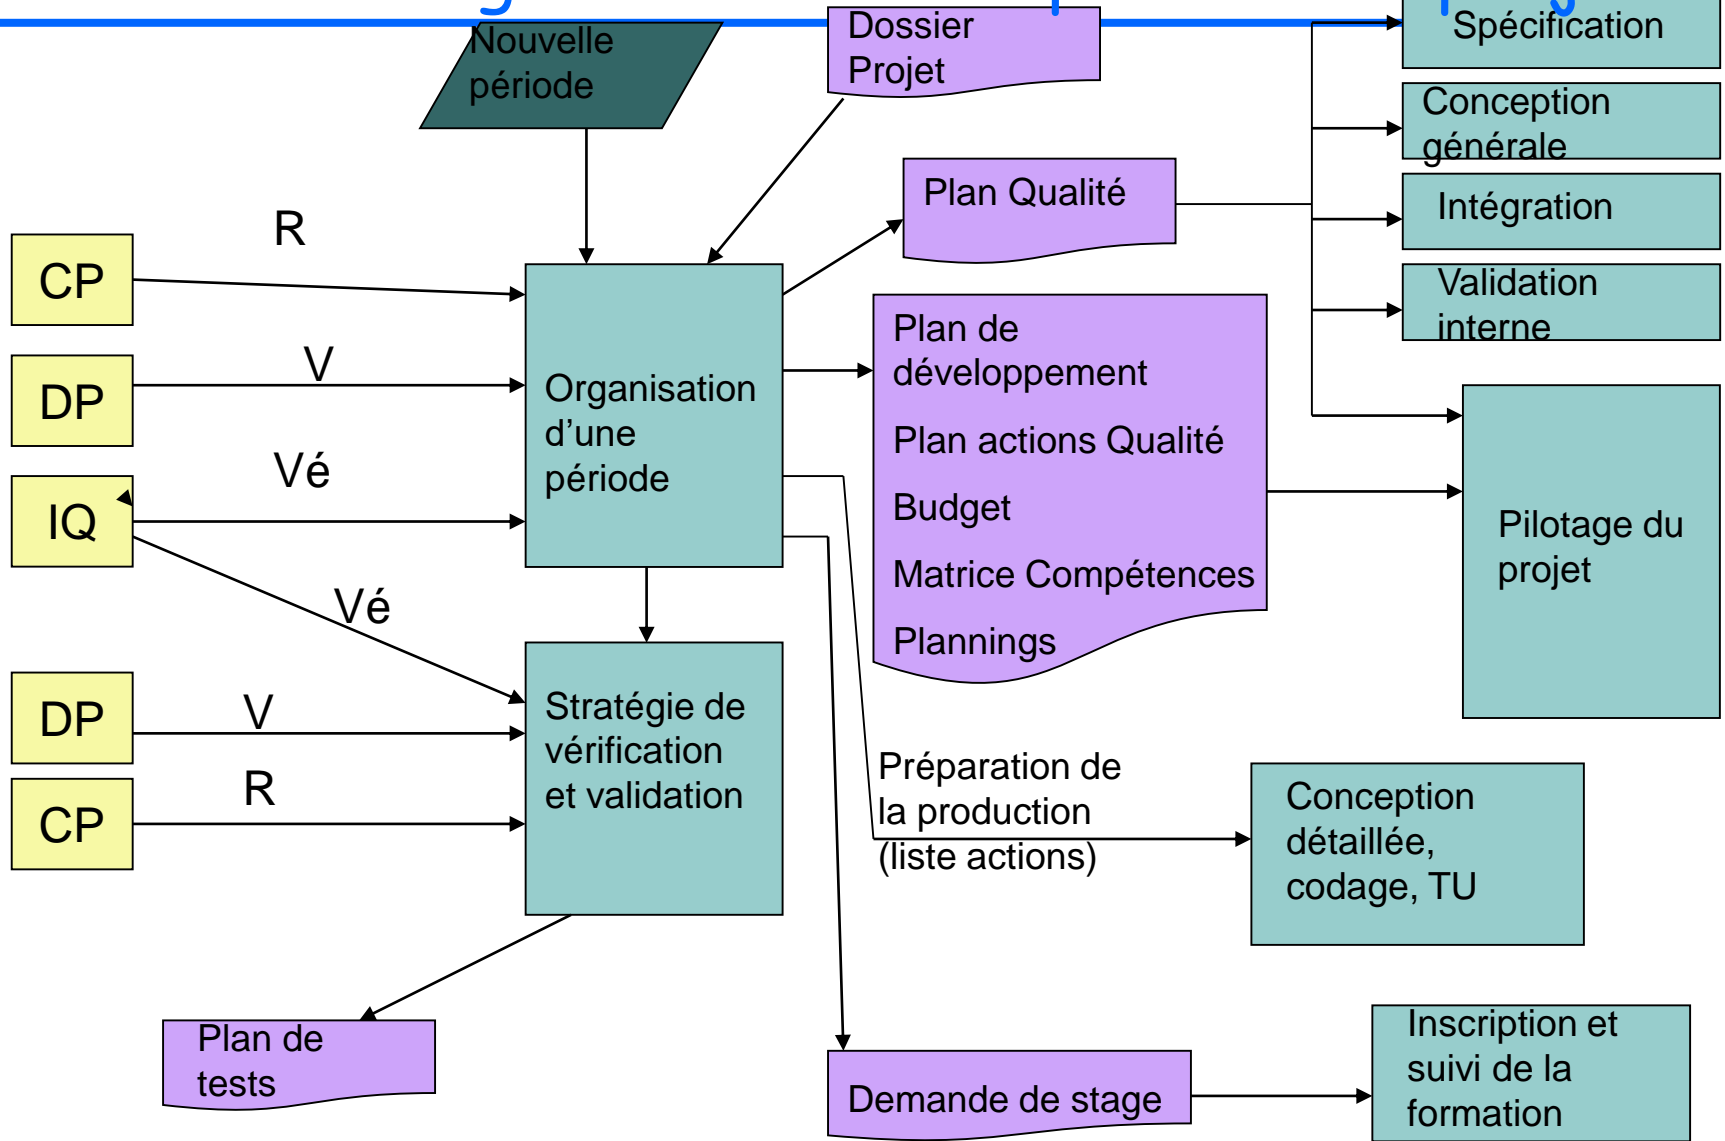 Nouvelle
période
Dossier
Projet
Spécification
Conception
générale
Plan Qualité
Intégration
Validation
interne
R
CP
V
DP
Vé
IQ
Organisation
d’une
période
Plan de
développement
Plan actions Qualité
Budget
Matrice Compétences
Plannings
Pilotage du
projet
Vé
DP
V
CP
R
Stratégie de
vérification
et validation
Préparation de
la production
(liste actions)
Conception
détaillée,
codage, TU
Plan de
tests
Demande de stage
Inscription et
suivi de la
formation